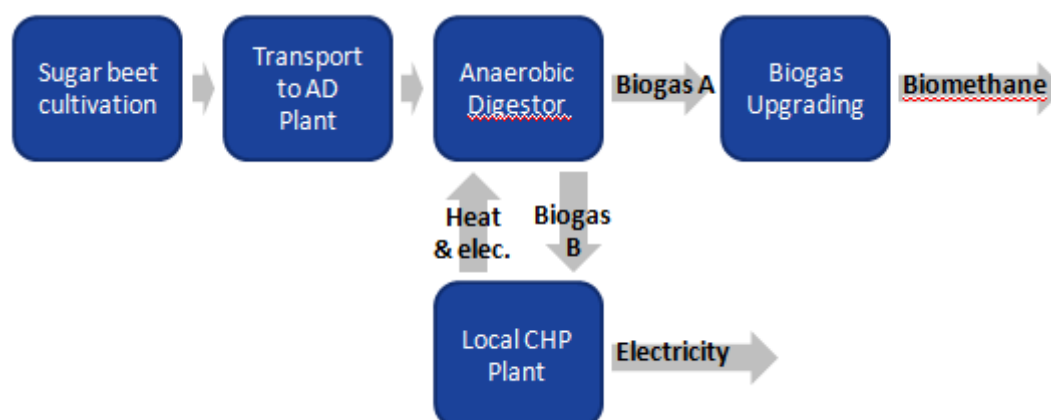 Sugar beet
cultivation
Transport
to AD
Plant
Anaerobic
Digestor
Biogas A
Biogas
Upgrading
Biomethane
Heat
& elec.
Biogas
B
Local CHP
Plant
Electricity